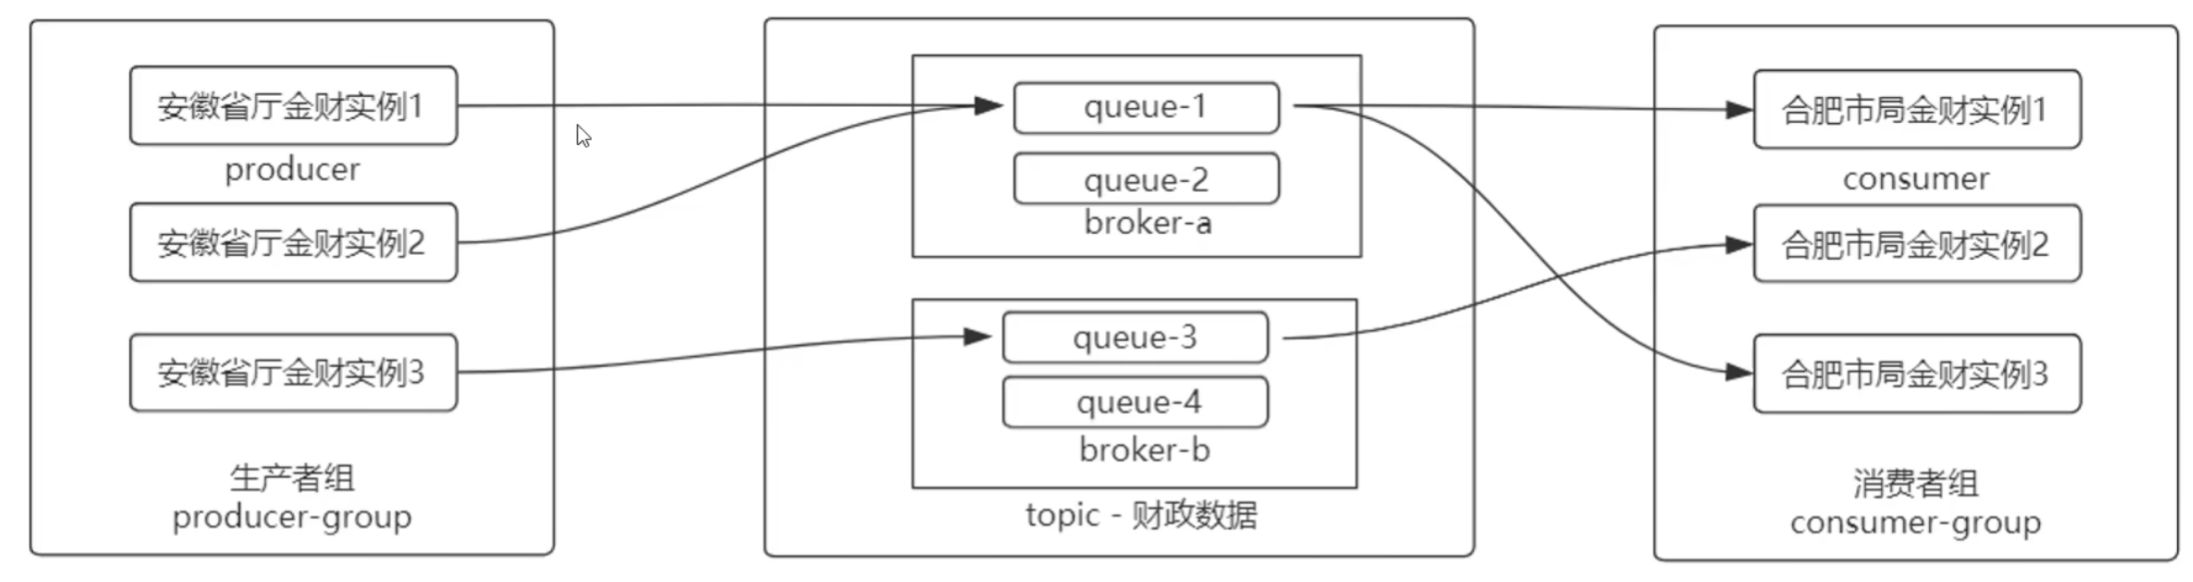 安徽省厅金财实例1
producer
安徽省厅金财实例2
安徽省厅金财实例3
生产者组
producer-group
queue-1
queue-2
broker-a
queue-3
queue-4
broker-b
topic - 财政数据
合肥市局金财实例1
consumer
合肥市局金财实例2
合肥市局金财实例3
消费者组
consumer-group